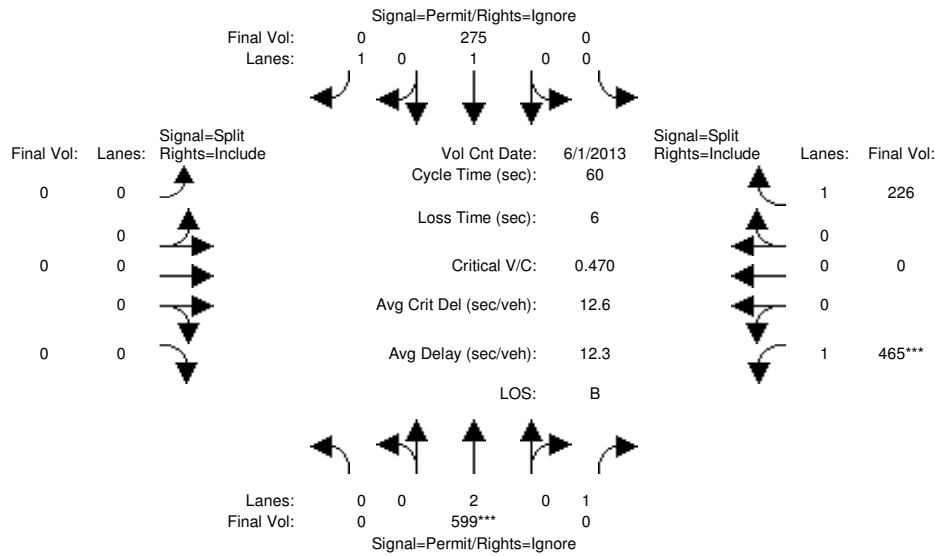 Signal=Permit/Rights=Ignore
Final Vol: 0 275 0
Lanes: 1 0 1 0 0
Signal=Split
Final Vol: Lanes: Rights=Include
Vol Cnt Date: 6/1/2013
Signal=Split
Rights=Include Lanes: Final Vol:
Cycle Time (sec): 60
0 0
1 226
Loss Time (sec): 6
0
0
0 0
Critical V/C: 0.470
0 0
0
Avg Crit Del (sec/veh): 12.6
0
0 0
Avg Delay (sec/veh): 12.3
1 465***
LOS: B
Lanes: 0 0 2 0 1
Final Vol: 0 599*** 0
Signal=Permit/Rights=Ignore